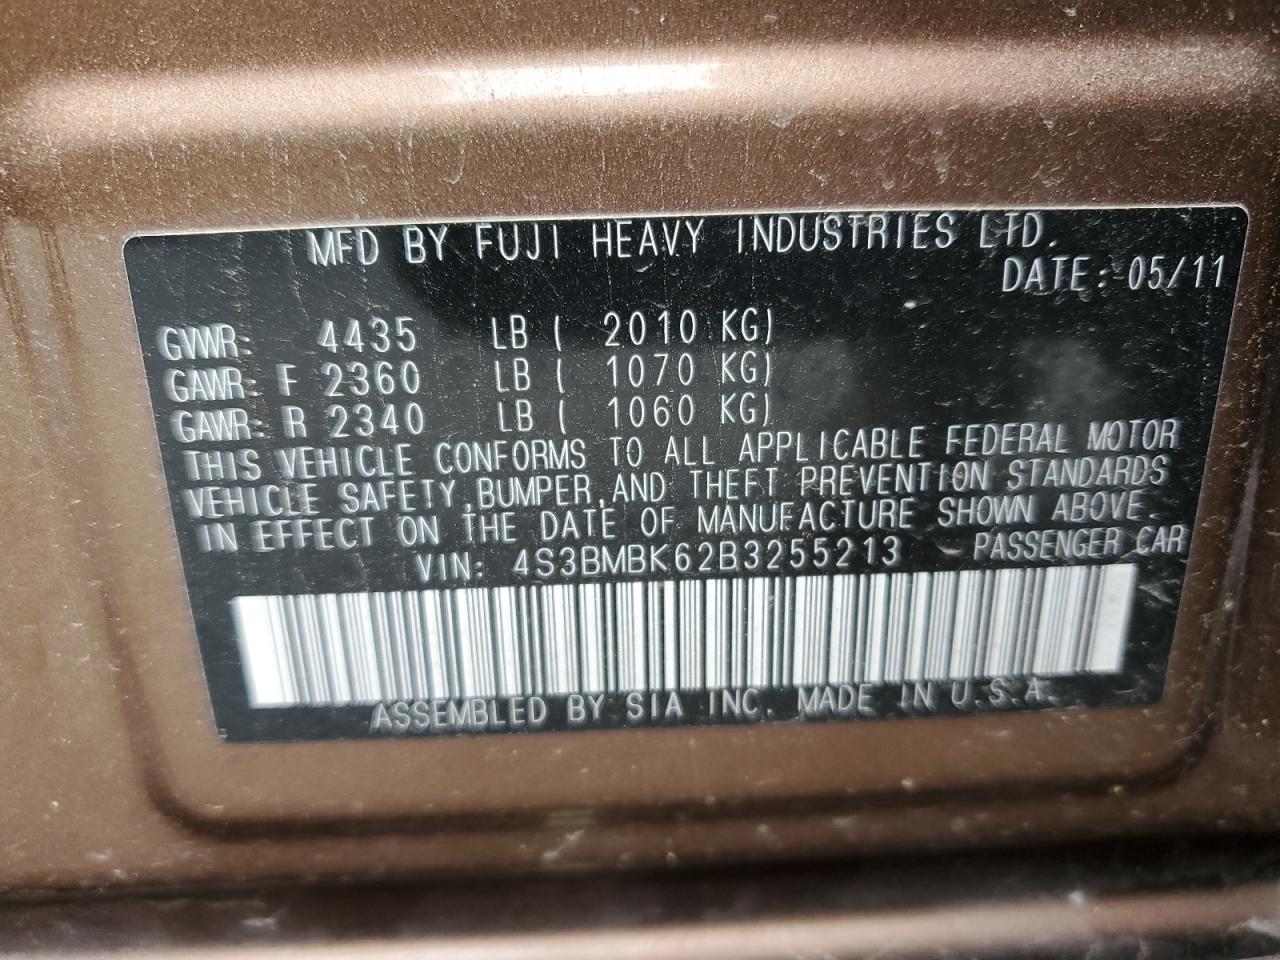 MFD BY FUJI HEAVY INDUSTRIES LTD.
DATE: 05/11
GVWR: 4435 LB ( 2010 KG)
GAWR: F 2360 LB ( 1070 KG)
GAWR: R 2340 LB ( 1060 KG)
THIS VEHICLE CONFORMS TO ALL APPLICABLE FEDERAL MOTOR
VEHICLE SAFETY, BUMPER, AND THEFT PREVENTION STANDARDS
IN EFFECT ON THE DATE OF MANUFACTURE SHOWN ABOVE.
VIN: 4S3BMBK62B3255213 PASSENGER CAR
ASSEMBLED BY SIA INC. MADE IN U.S.A.